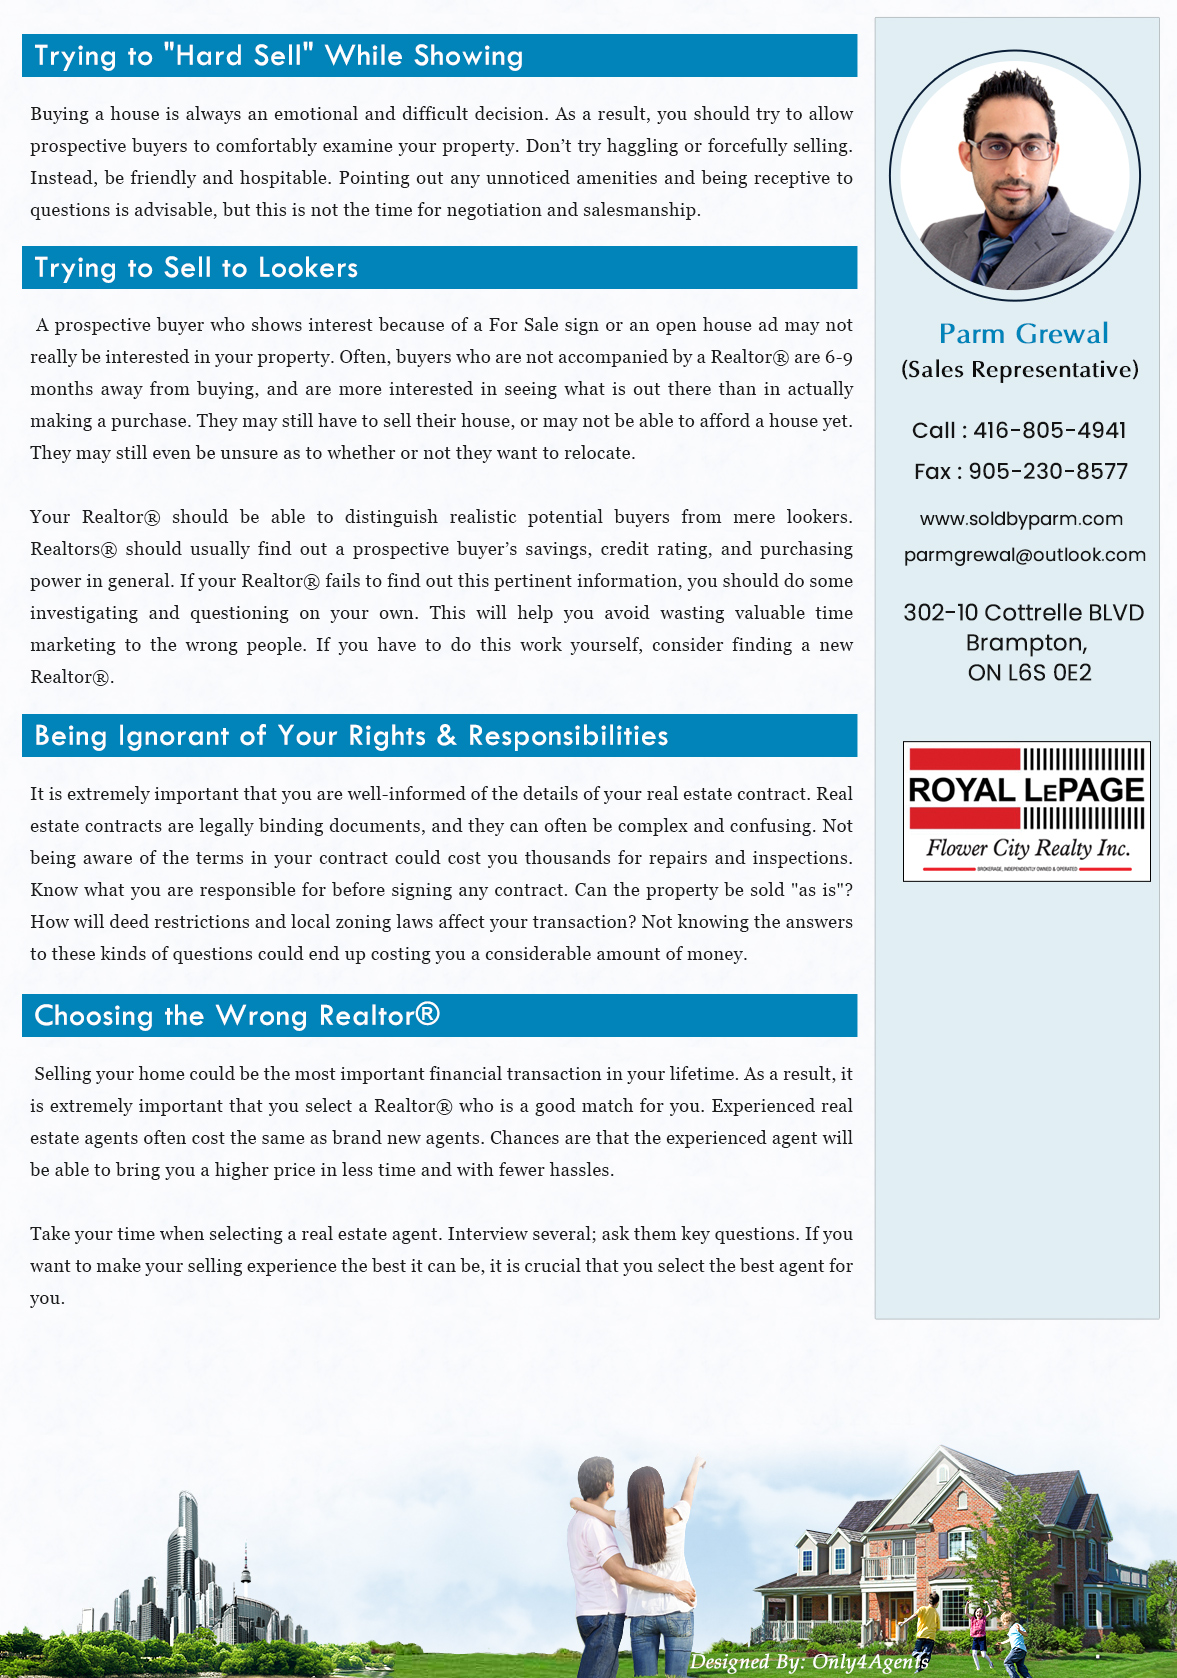 Trying to "Hard Sell" While Showing
Buying a house is always an emotional and difficult decision. As a result, you should try to allow
prospective buyers to comfortably examine your property. Don’t try haggling or forcefully selling.
Instead, be friendly and hospitable. Pointing out any unnoticed amenities and being receptive to
questions is advisable, but this is not the time for negotiation and salesmanship.
Trying to Sell to Lookers
A prospective buyer who shows interest because of a For Sale sign or an open house ad may not
really be interested in your property. Often, buyers who are not accompanied by a Realtor® are 6-9
months away from buying, and are more interested in seeing what is out there than in actually
making a purchase. They may still have to sell their house, or may not be able to afford a house yet.
They may still even be unsure as to whether or not they want to relocate.
Your Realtor® should be able to distinguish realistic potential buyers from mere lookers.
Realtors® should usually find out a prospective buyer’s savings, credit rating, and purchasing
power in general. If your Realtor® fails to find out this pertinent information, you should do some
investigating and questioning on your own. This will help you avoid wasting valuable time
marketing to the wrong people. If you have to do this work yourself, consider finding a new
Realtor®.
Being Ignorant of Your Rights & Responsibilities
It is extremely important that you are well-informed of the details of your real estate contract. Real
estate contracts are legally binding documents, and they can often be complex and confusing. Not
being aware of the terms in your contract could cost you thousands for repairs and inspections.
Know what you are responsible for before signing any contract. Can the property be sold "as is"?
How will deed restrictions and local zoning laws affect your transaction? Not knowing the answers
to these kinds of questions could end up costing you a considerable amount of money.
Choosing the Wrong Realtor®
Selling your home could be the most important financial transaction in your lifetime. As a result, it
is extremely important that you select a Realtor® who is a good match for you. Experienced real
estate agents often cost the same as brand new agents. Chances are that the experienced agent will
be able to bring you a higher price in less time and with fewer hassles.
Take your time when selecting a real estate agent. Interview several; ask them key questions. If you
want to make your selling experience the best it can be, it is crucial that you select the best agent for
you.
Parm Grewal
(Sales Representative)
Call : 416-805-4941
Fax : 905-230-8577
www.soldbyparm.com
parmgrewal@outlook.com
302-10 Cottrelle BLVD
Brampton,
ON L6S 0E2
ROYAL LEPAGE
Flower City Realty Inc.
BROKERAGE, INDEPENDENTLY OWNED & OPERATED
Designed By: Only4Agents